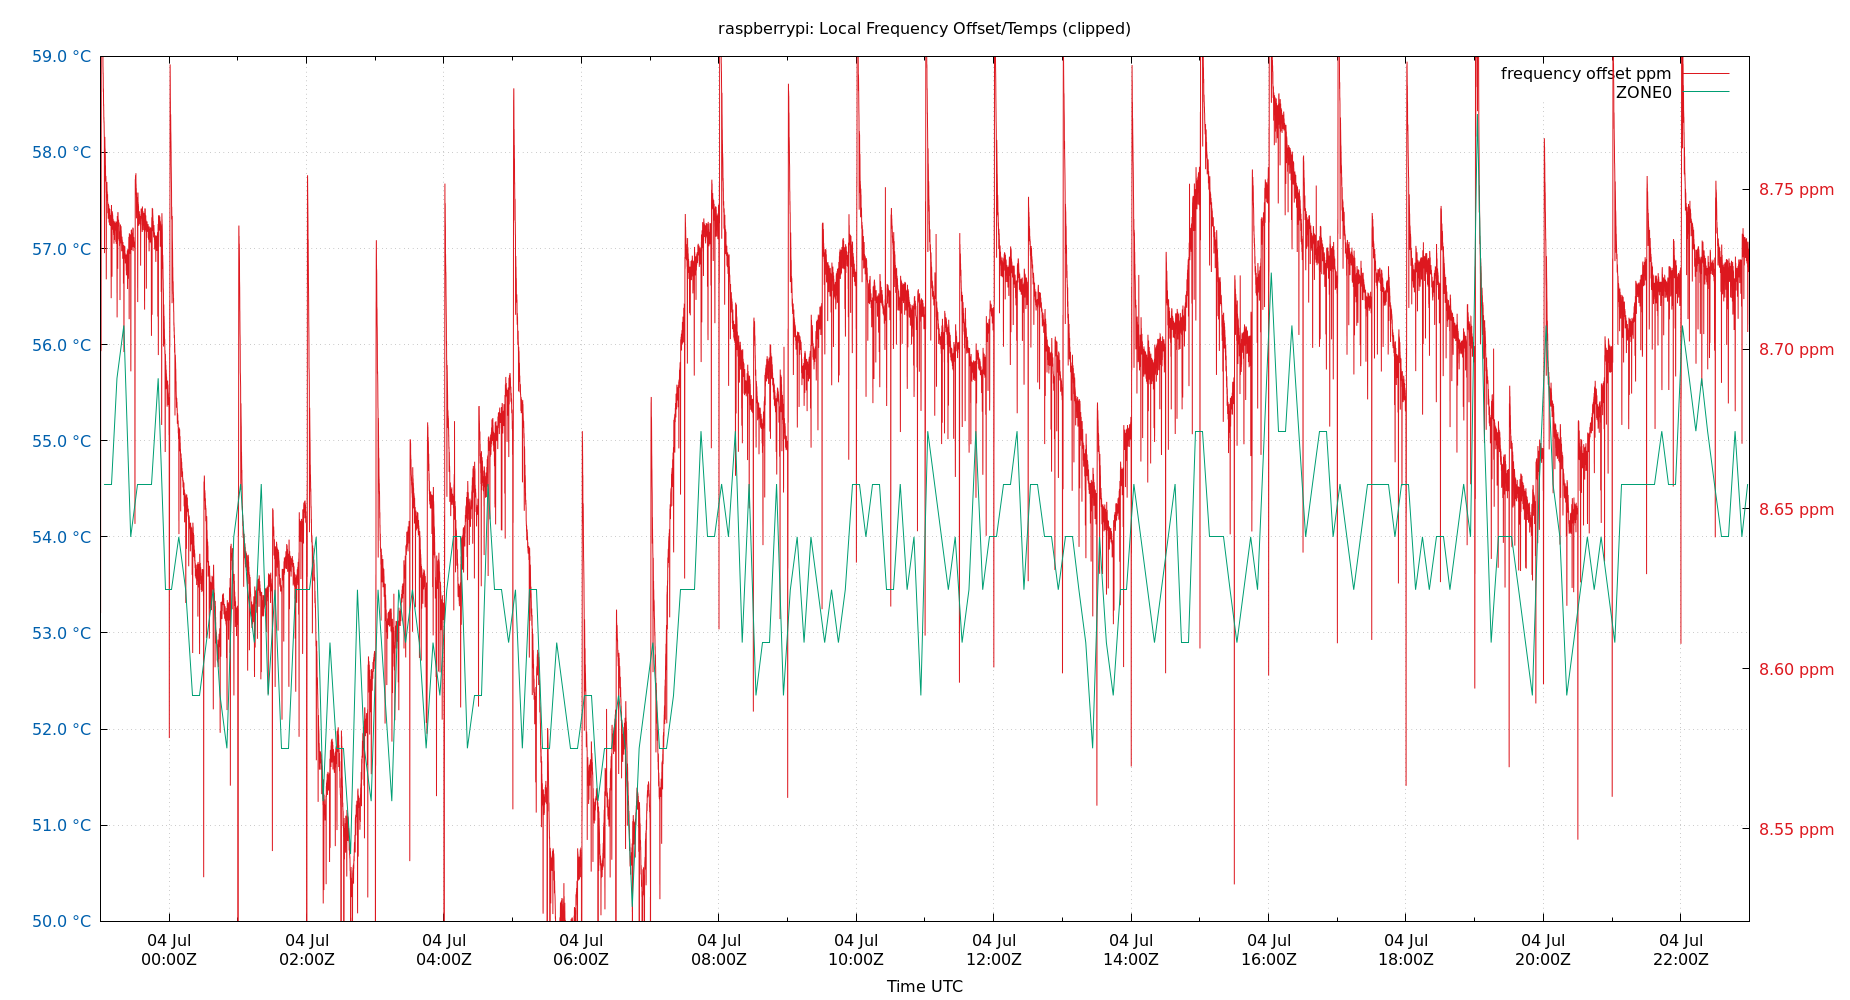 raspberrypi: Local Frequency Offset/Temps (clipped)
frequency offset ppm
ZONE0
59.0 °C
58.0 °C
57.0 °C
56.0 °C
55.0 °C
54.0 °C
53.0 °C
52.0 °C
51.0 °C
50.0 °C
8.75 ppm
8.70 ppm
8.65 ppm
8.60 ppm
8.55 ppm
04 Jul 04 Jul 04 Jul 04 Jul 04 Jul 04 Jul 04 Jul 04 Jul 04 Jul 04 Jul 04 Jul 04 Jul
00:00Z 02:00Z 04:00Z 06:00Z 08:00Z 10:00Z 12:00Z 14:00Z 16:00Z 18:00Z 20:00Z 22:00Z
Time UTC